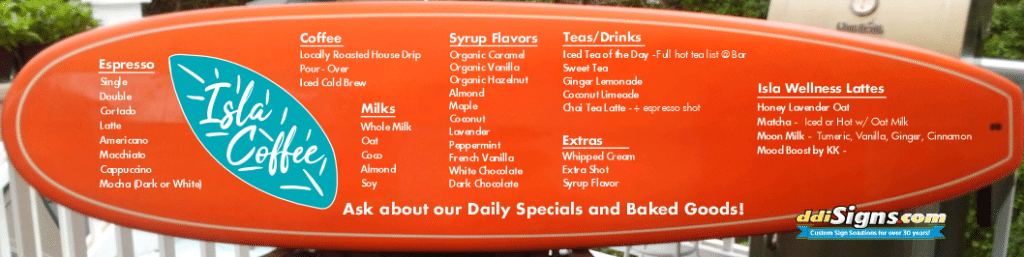 Espresso
Single
Double
Cortado
Latte
Americano
Macchiato
Cappuccino
Mocha (Dark or White)
Isla
Coffee
Coffee
Locally Roasted House Drip
Pour - Over
Iced Cold Brew
Milks
Whole Milk
Oat
Coco
Almond
Soy
Syrup Flavors
Organic Caramel
Organic Vanilla
Organic Hazelnut
Almond
Maple
Coconut
Lavender
Peppermint
French Vanilla
White Chocolate
Dark Chocolate
Teas/Drinks
Iced Tea of the Day -Full hot tea list @ Bar
Sweet Tea
Ginger Lemonade
Coconut Limeade
Chai Tea Latte - + espresso shot
Extras
Whipped Cream
Extra Shot
Syrup Flavor
Isla Wellness Lattes
Honey Lavender Oat
Matcha - Iced or Hot w/ Oat Milk
Moon Milk - Tumeric, Vanilla, Ginger, Cinnamon
Mood Boost by KK -
Ask about our Daily Specials and Baked Goods!
ddiSigns.com
Custom Sign Solutions for over 30 years!